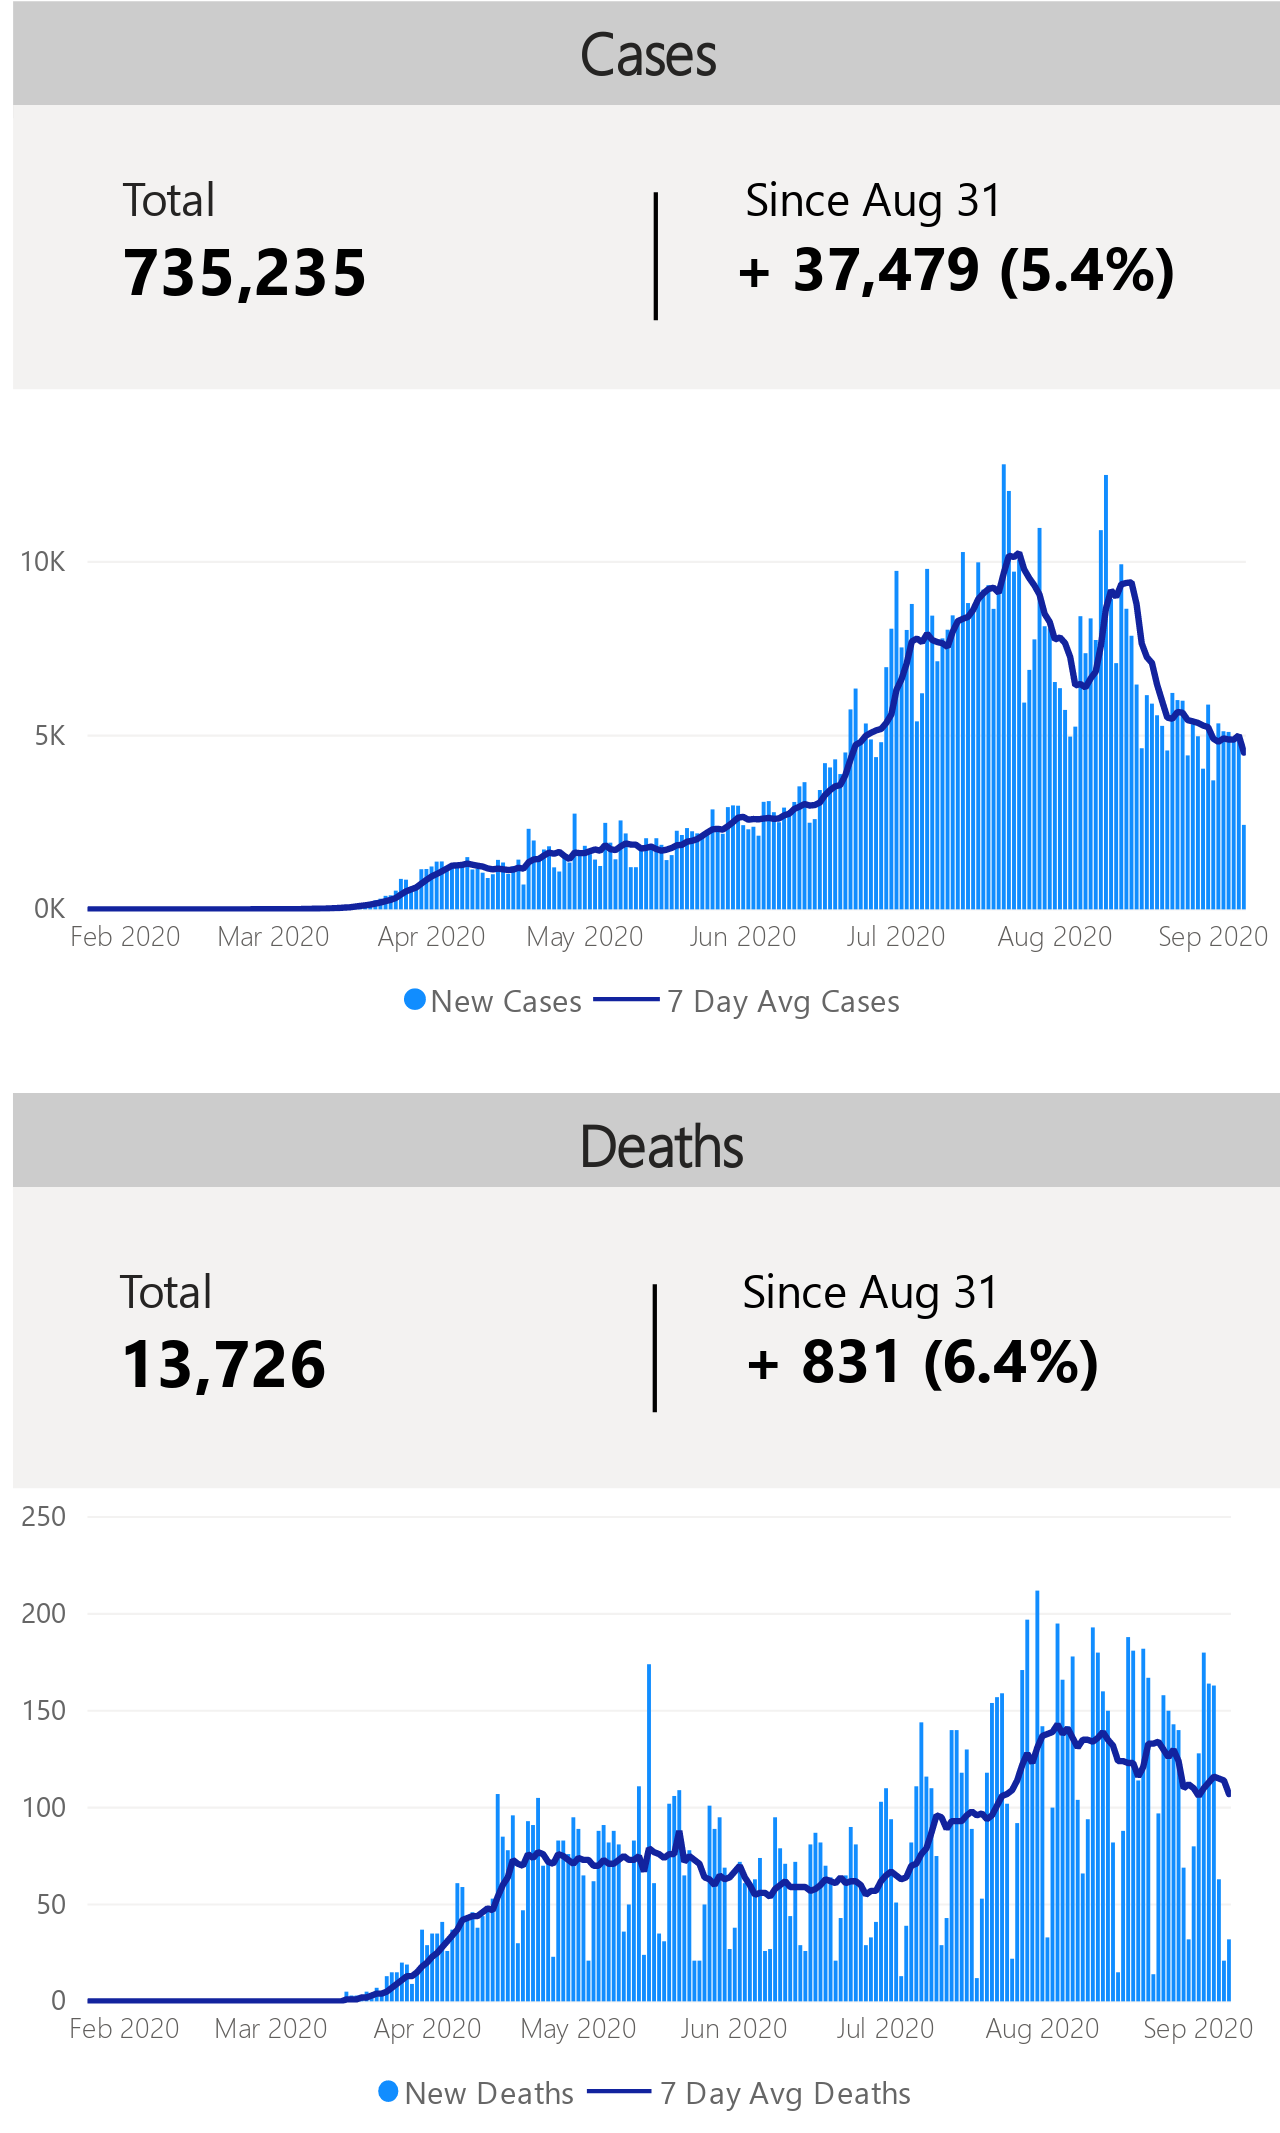 Cases
Total
Since Aug 31
735,235
+ 37,479 (5.4%)
10K
5K
0K
Feb 2020 Mar 2020 Apr 2020 May 2020 Jun 2020 Jul 2020 Aug 2020 Sep 2020
New Cases 7 Day Avg Cases
Deaths
Total
Since Aug 31
13,726
+ 831 (6.4%)
250
200
150
100
50
0
Feb 2020 Mar 2020 Apr 2020 May 2020 Jun 2020 Jul 2020 Aug 2020 Sep 2020
New Deaths 7 Day Avg Deaths